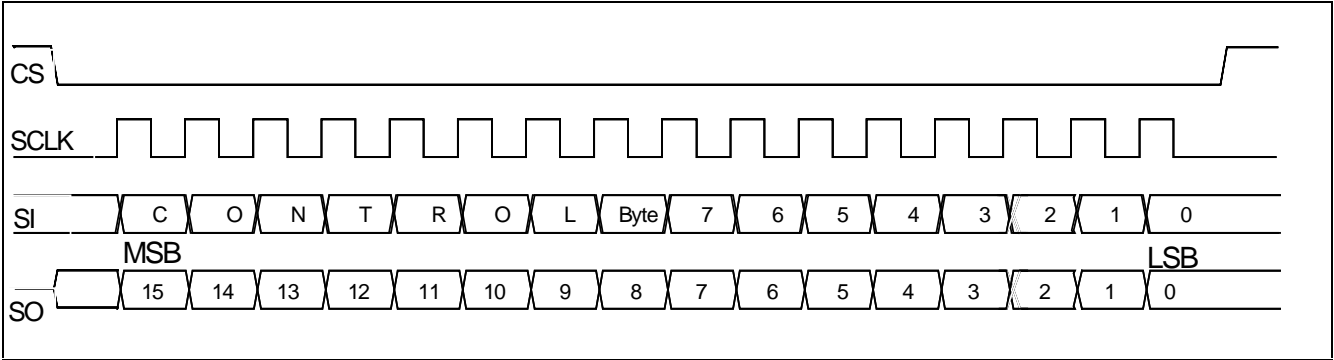 CS
SCLK
SI C O N T R O L Byte 7 6 5 4 3 2 1 0
MSB LSB
SO 15 14 13 12 11 10 9 8 7 6 5 4 3 2 1 0